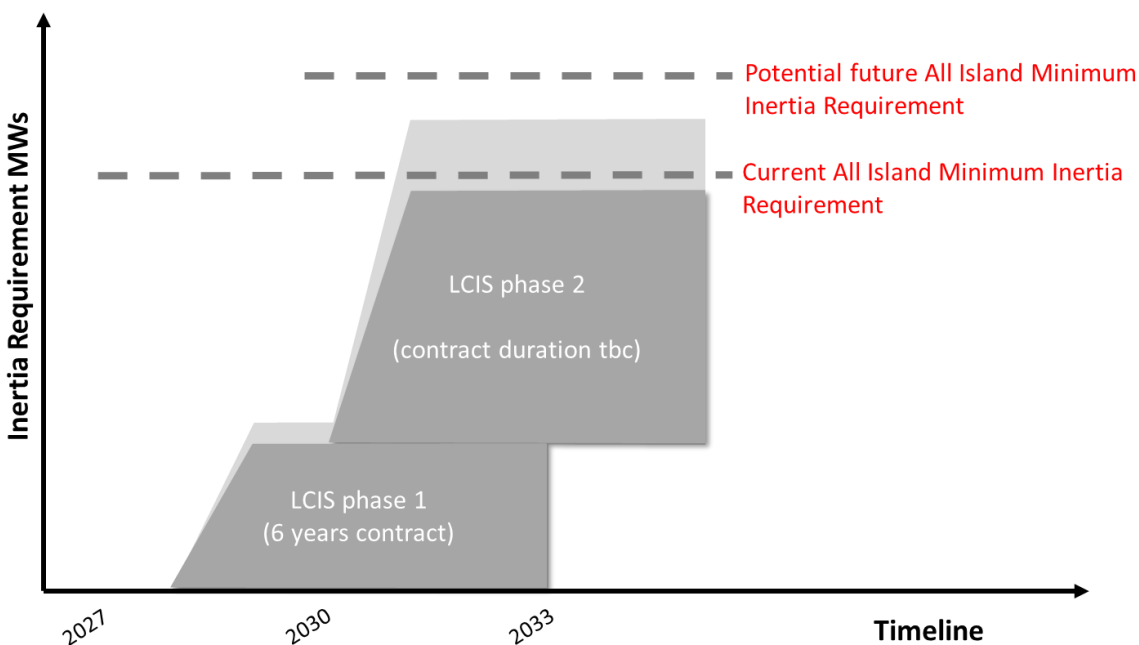 Potential future All Island Minimum
Inertia Requirement
Current All Island Minimum Inertia
Requirement
Inertia Requirement MWs
LCIS phase 2
(contract duration tbc)
LCIS phase 1
(6 years contract)
2027
2030
2033
Timeline